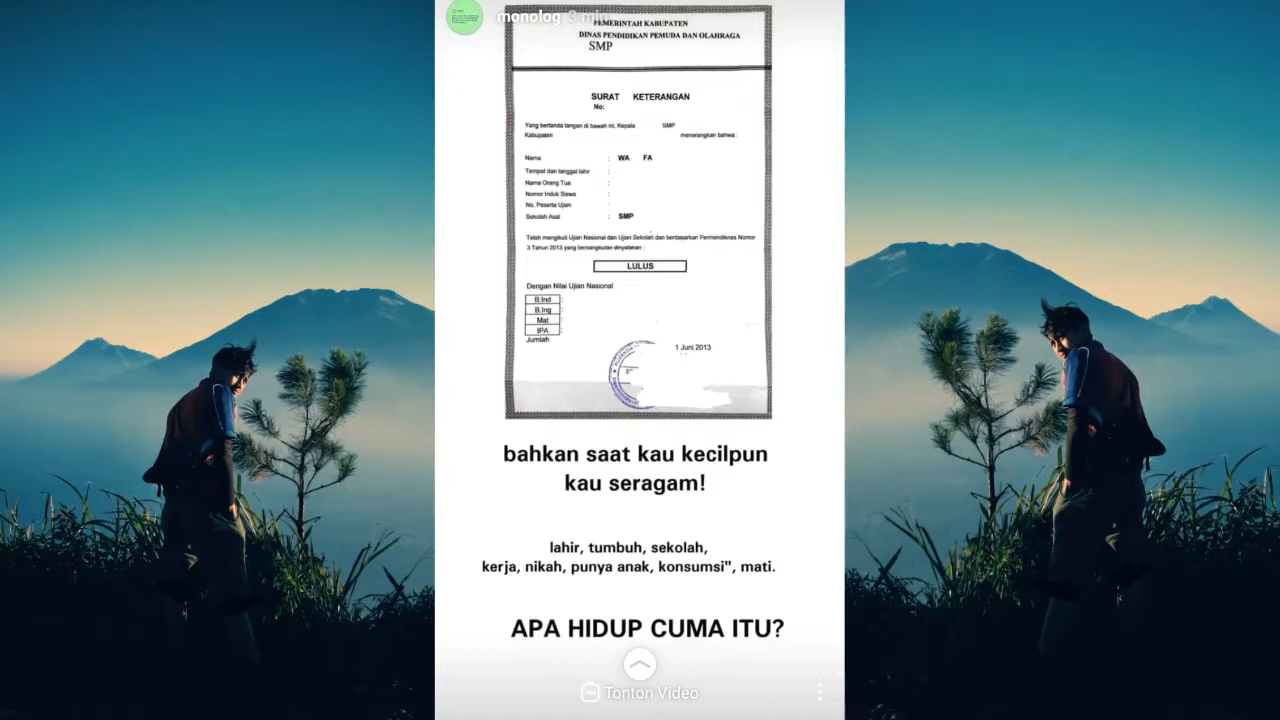 monolog 3 min
PEMERINTAH KABUPATEN
DINAS PENDIDIKAN PEMUDA DAN OLAHRAGA
SMP
SURAT KETERANGAN
No:
Yang bertanda tangan di bawah ini, Kepala SMP
Kabupaten menerangkan bahwa :
Nama : WA FA
Tempat dan tanggal lahir :
Nama Orang Tua :
Nomor Induk Siswa :
No. Peserta Ujian :
Sekolah Asal : SMP
Telah mengikuti Ujian Nasional dan Ujian Sekolah dan berdasarkan Permendiknas Nomor
3 Tahun 2013 yang bersangkutan dinyatakan :
LULUS
Dengan Nilai Ujian Nasional
B.Ind :
B.Ing :
Mat :
IPA :
Jumlah
1 Juni 2013
bahkan saat kau kecilpun
kau seragam!
lahir, tumbuh, sekolah,
kerja, nikah, punya anak, konsumsi", mati.
APA HIDUP CUMA ITU?
Tonton Video